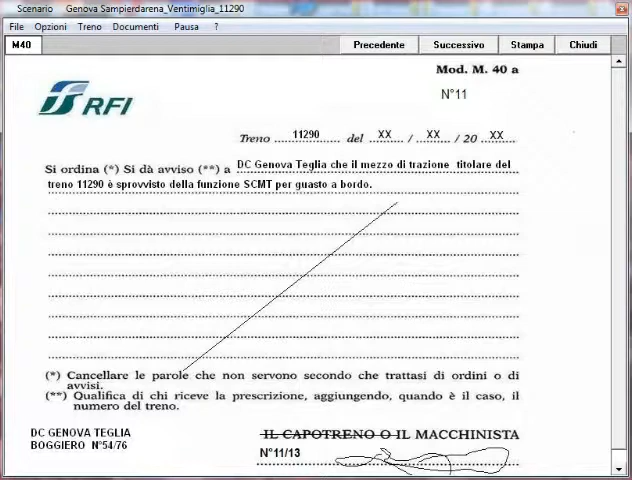 Scenario Genova Sampierdarena_Ventimiglia_11290
File Opzioni Treno Documenti Pausa ?
M40 Precedente Successivo Stampa Chiudi
Mod. M. 40 a
N°11
RFI
Treno 11290 del XX / XX / 20 XX
Si ordina (*) Si dà avviso (**) a DC Genova Teglia che il mezzo di trazione titolare del
treno 11290 è sprovvisto della funzione SCMT per guasto a bordo.
(*) Cancellare le parole che non servono secondo che trattasi di ordini o di
avvisi.
(**) Qualifica di chi riceve la prescrizione, aggiungendo, quando è il caso, il
numero del treno.
DC GENOVA TEGLIA
BOGGIERO N°54/76
IL CAPOTRENO O IL MACCHINISTA
N°11/13